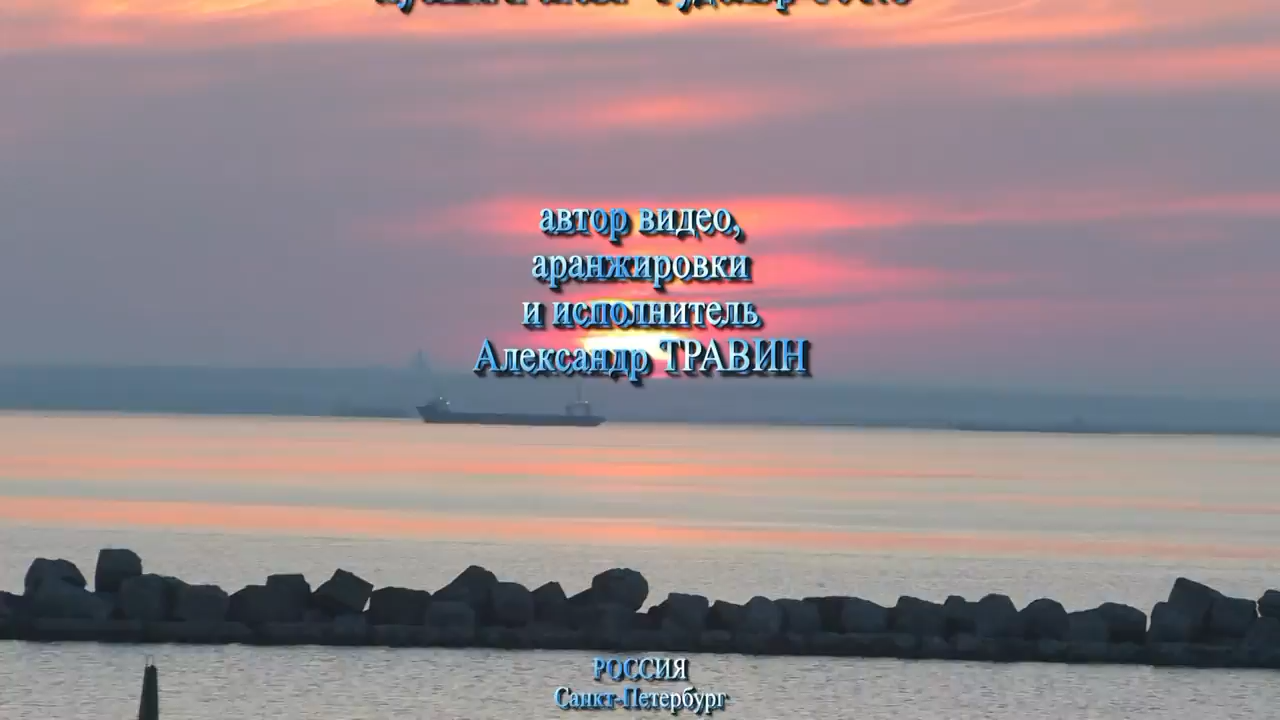 автор видео,
аранжировки
и исполнитель
Александр ТРАВИН
РОССИЯ
Санкт-Петербург